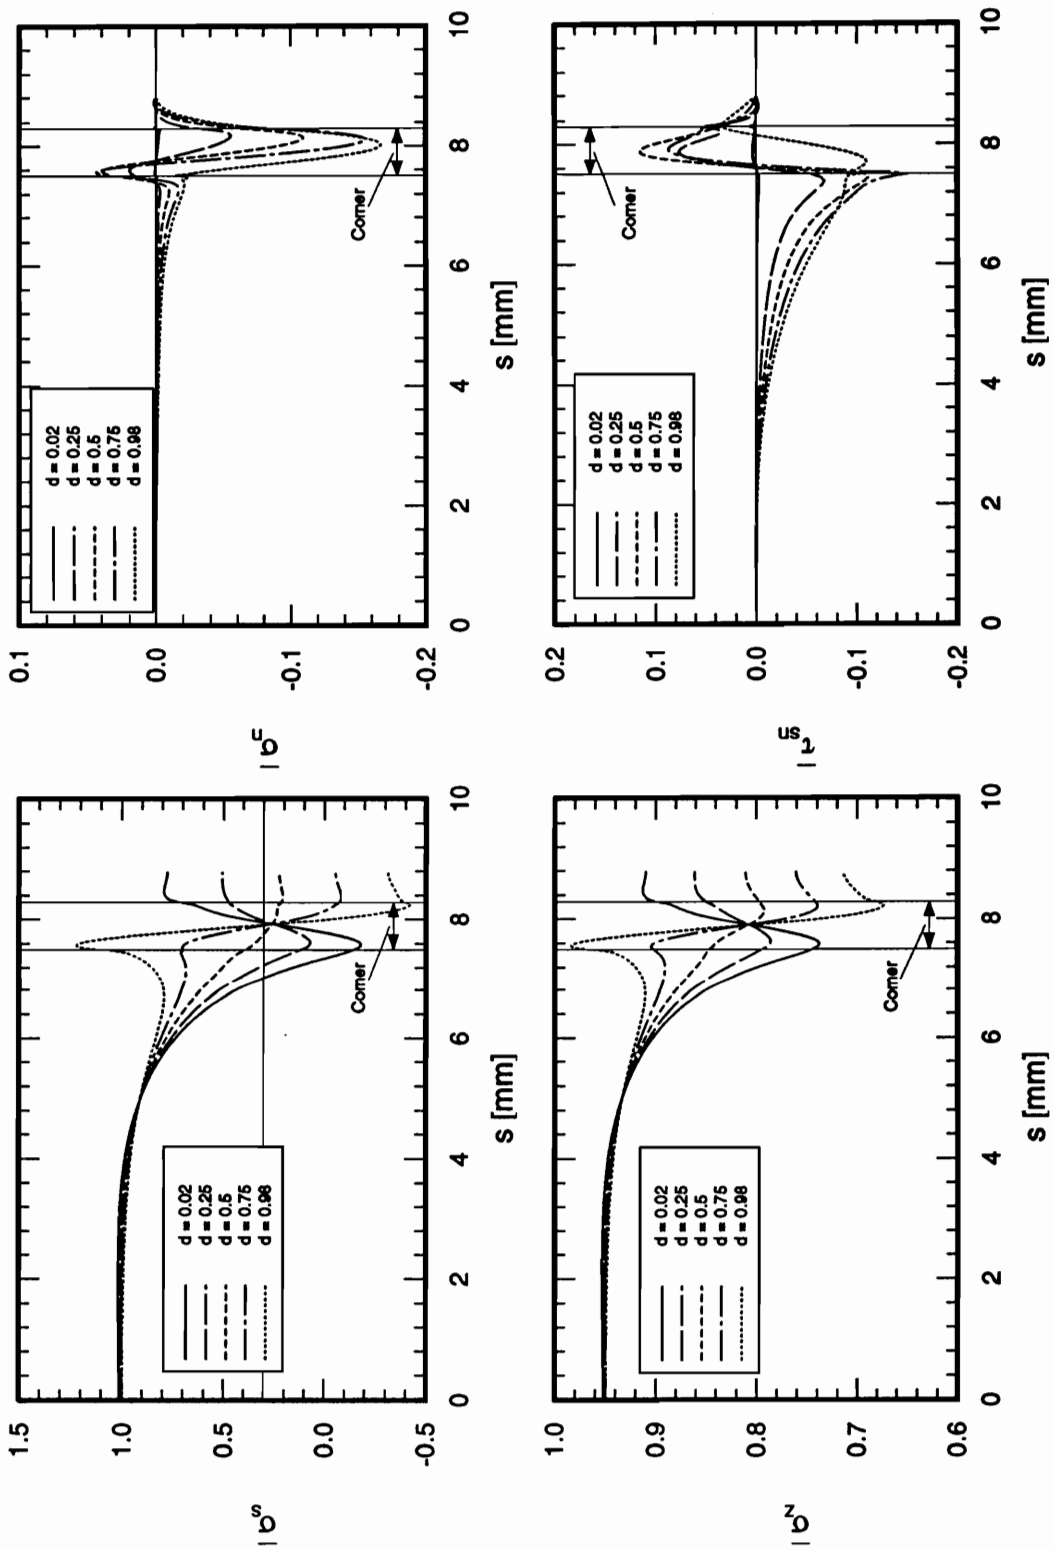 σ̅s
1.5
1.0
0.5
0.0
-0.5
d = 0.02
d = 0.25
d = 0.5
d = 0.75
d = 0.98
Corner
0 2 4 6 8 10
s [mm]
σ̅n
0.1
0.0
-0.1
-0.2
d = 0.02
d = 0.25
d = 0.5
d = 0.75
d = 0.98
Corner
0 2 4 6 8 10
s [mm]
σ̅z
1.0
0.9
0.8
0.7
0.6
d = 0.02
d = 0.25
d = 0.5
d = 0.75
d = 0.98
Corner
0 2 4 6 8 10
s [mm]
τ̅sn
0.2
0.1
0.0
-0.1
-0.2
d = 0.02
d = 0.25
d = 0.5
d = 0.75
d = 0.98
Corner
0 2 4 6 8 10
s [mm]